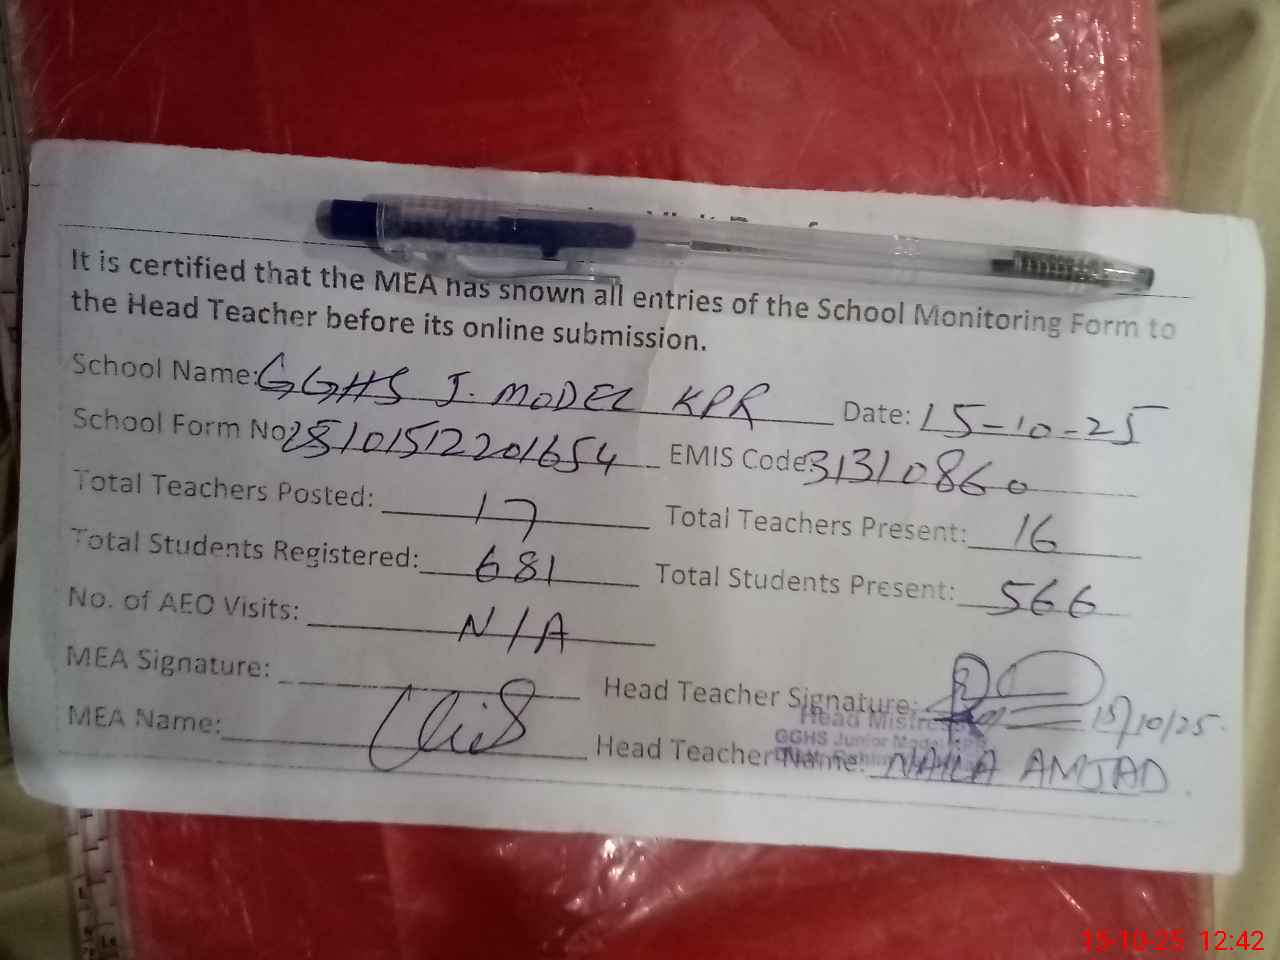 It is certified that the MEA has shown all entries of the School Monitoring Form to
the Head Teacher before its online submission.
School Name: GGHS J. MODEL KPR Date: 15-10-25
School Form No. 2510151220 1654 EMIS Code: 31310860
Total Teachers Posted: 17 Total Teachers Present: 16
Total Students Registered: 681 Total Students Present: 566
No. of AEO Visits: N/A
MEA Signature: Head Teacher Signature: 15/10/25.
Head Mistress
MEA Name: Head Teacher Name: NAILA AMJAD.
GGHS Junior Model
15-10-25 12:42